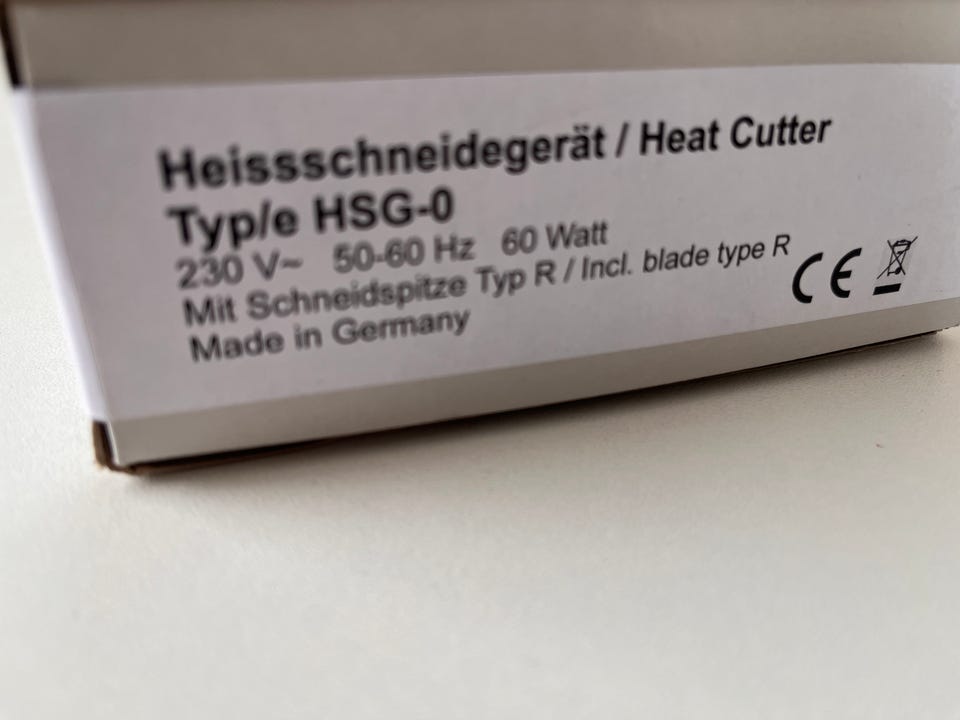 Heissschneidegerät / Heat Cutter
Typ/e HSG-0
230 V~ 50-60 Hz 60 Watt
Mit Schneidspitze Typ R / Incl. blade type R
Made in Germany
CE